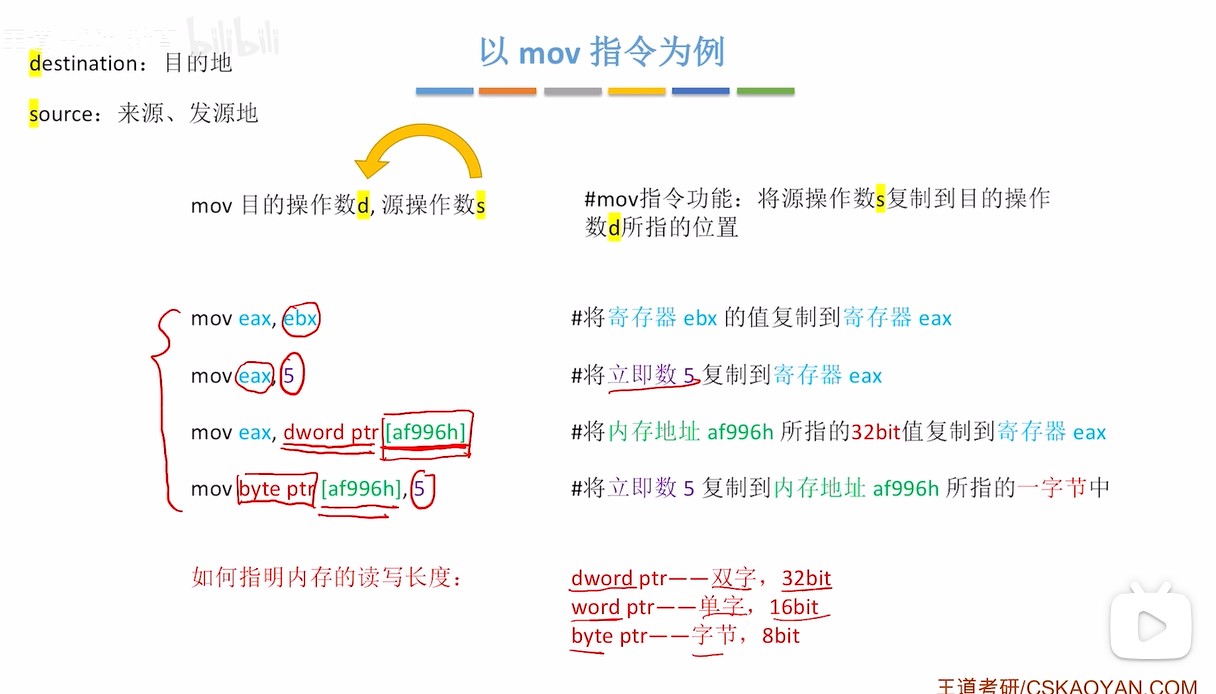 bilibili
以 mov 指令为例
destination：目的地
source：来源、发源地
mov 目的操作数d, 源操作数s
#mov指令功能：将源操作数s复制到目的操作
数d所指的位置
mov eax, ebx
#将寄存器 ebx 的值复制到寄存器 eax
mov eax, 5
#将立即数 5 复制到寄存器 eax
mov eax, dword ptr [af996h]
#将内存地址 af996h 所指的32bit值复制到寄存器 eax
mov byte ptr [af996h], 5
#将立即数 5 复制到内存地址 af996h 所指的一字节中
如何指明内存的读写长度：
dword ptr——双字，32bit
word ptr——单字，16bit
byte ptr——字节，8bit
王道考研/CSKAOYAN.COM